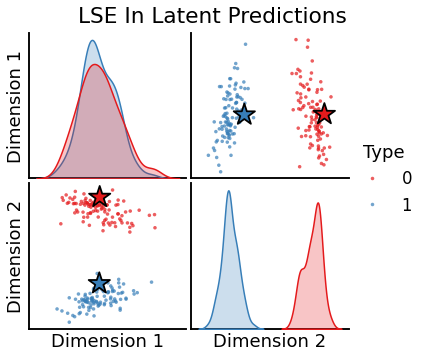 LSE In Latent Predictions
Dimension 1
Type
0
1
Dimension 2
Dimension 1
Dimension 2